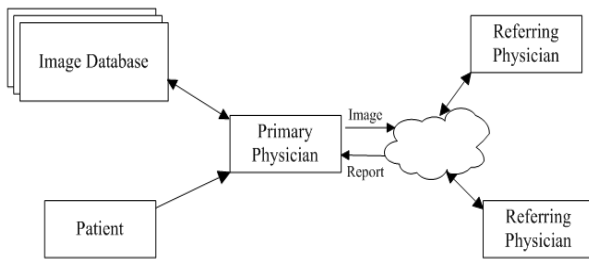 Image Database
Referring
Physician
Primary
Physician
Image
Report
Patient
Referring
Physician